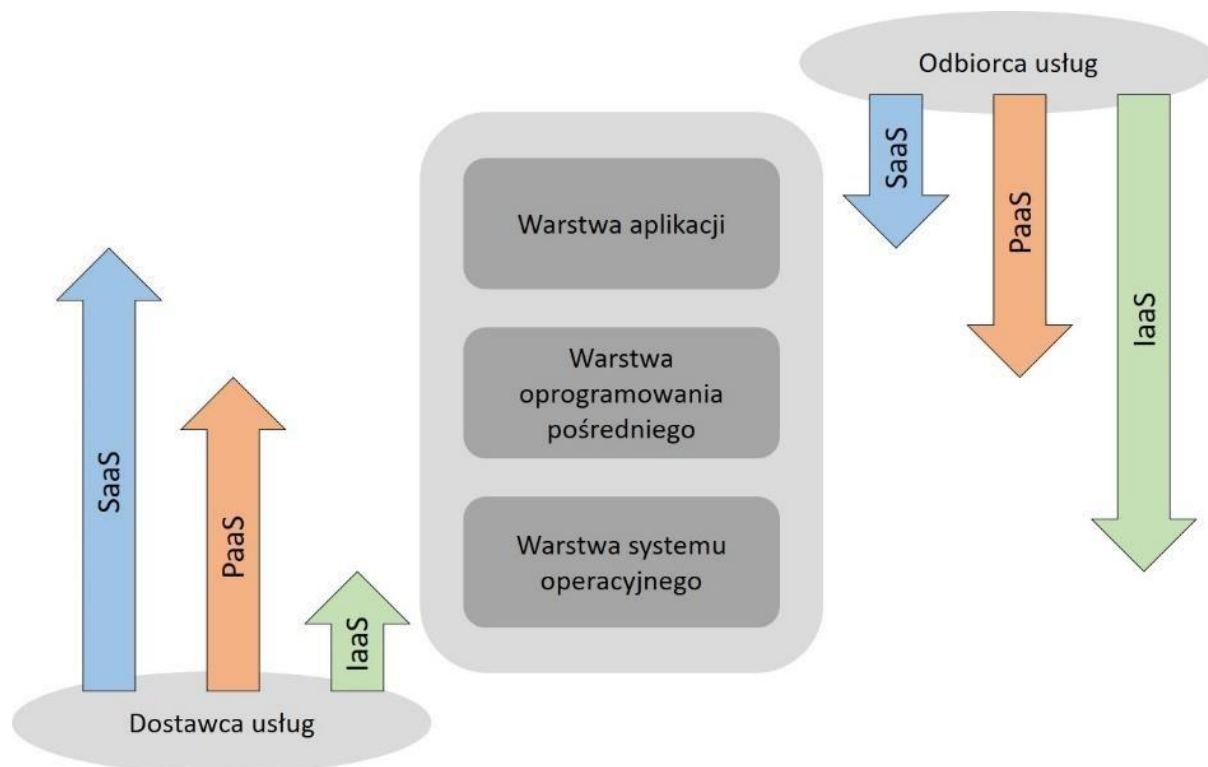 Odbiorca usług
SaaS
PaaS
IaaS
Warstwa aplikacji
Warstwa
oprogramowania
pośredniego
Warstwa systemu
operacyjnego
SaaS
PaaS
IaaS
Dostawca usług